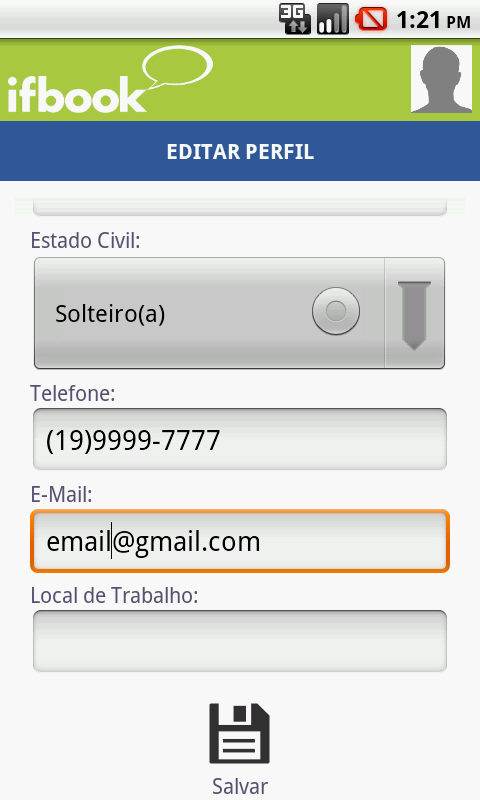 3G 1:21 PM
ifbook
EDITAR PERFIL
Estado Civil:
Solteiro(a)
Telefone:
(19)9999-7777
E-Mail:
email@gmail.com
Local de Trabalho:
Salvar